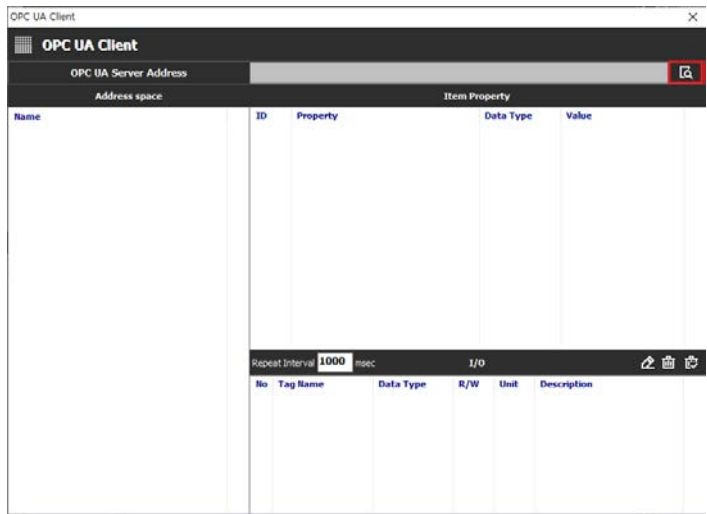 OPC UA Client
OPC UA Client
OPC UA Server Address
Address space
Item Property
Name
ID Property Data Type Value
Repeat Interval 1000 msec I/O
No Tag Name Data Type R/W Unit Description